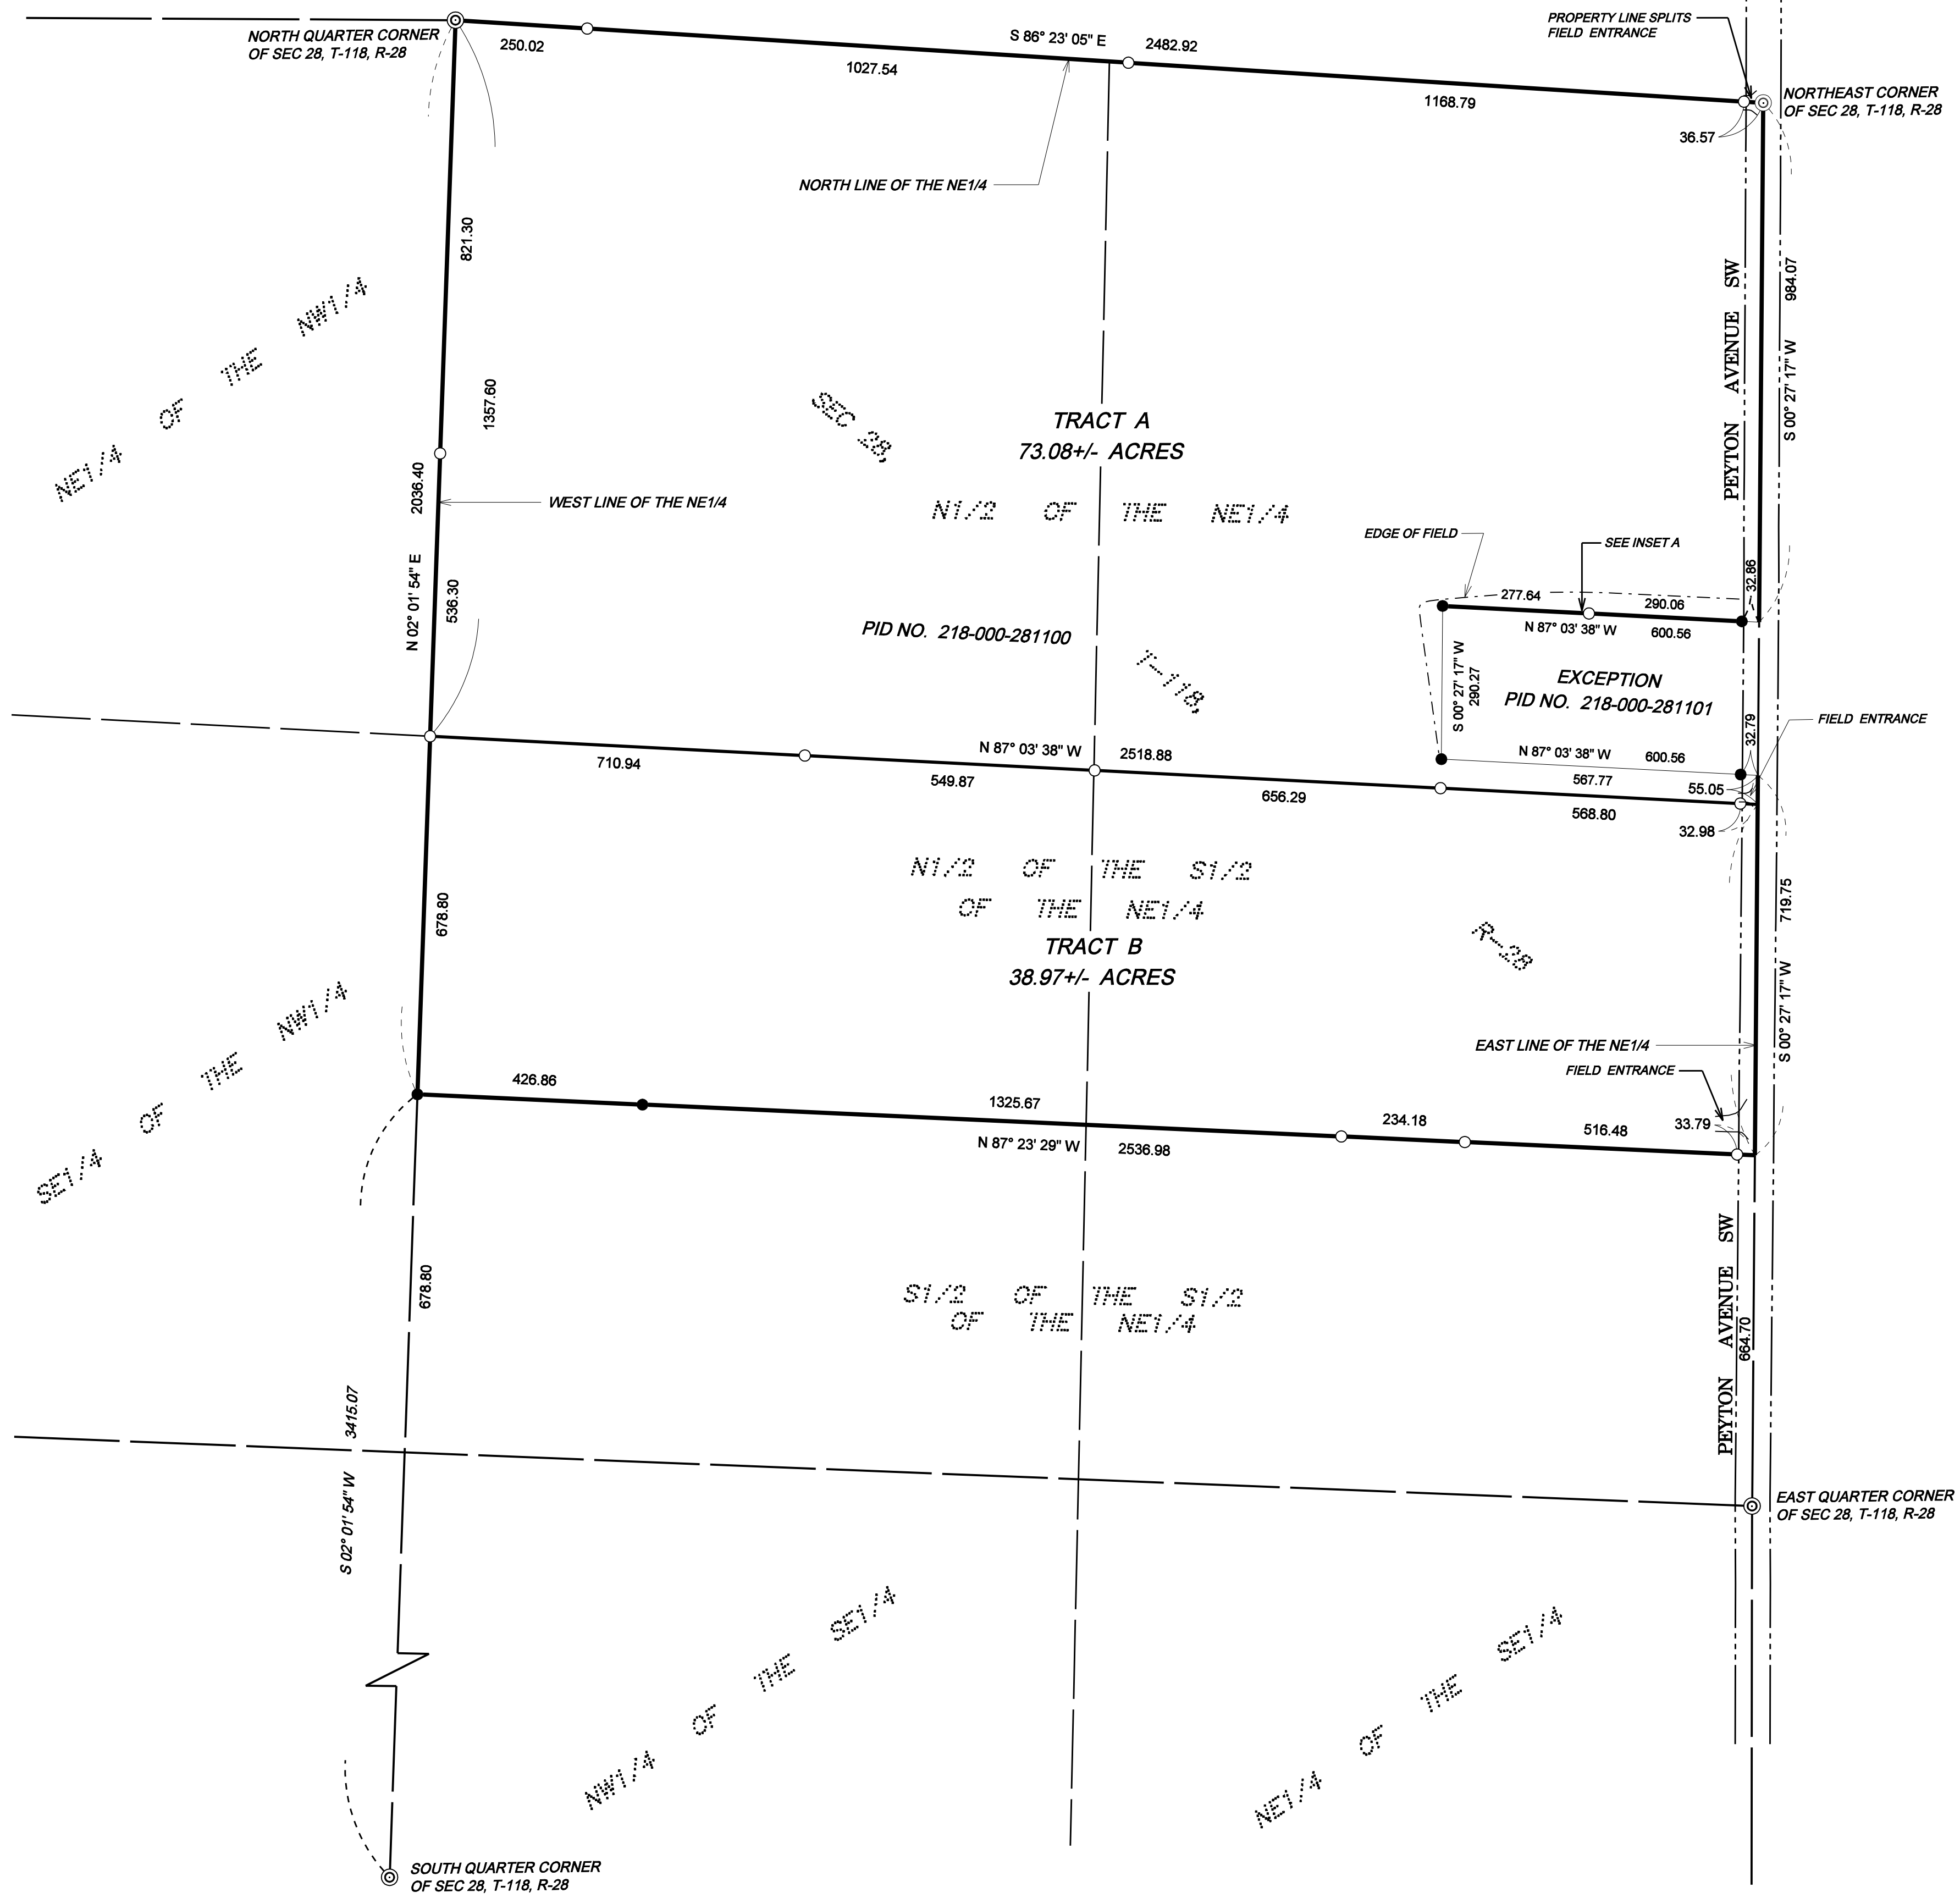 PROPERTY LINE SPLITS
FIELD ENTRANCE
NORTH QUARTER CORNER
OF SEC 28, T-118, R-28
250.02
S 86° 23' 05" E
2482.92
1027.54
1168.79
NORTHEAST CORNER
OF SEC 28, T-118, R-28
36.57
NORTH LINE OF THE NE1/4
821.30
984.07
PEYTON AVENUE SW
S 00° 27' 17" W
NE1/4 OF THE NW1/4
1357.60
SEC 28,
TRACT A
73.08+/- ACRES
2036.40
WEST LINE OF THE NE1/4
N1/2 OF THE NE1/4
EDGE OF FIELD
SEE INSET A
N 02° 01' 54" E
536.30
277.64
290.06
32.86
N 87° 03' 38" W
600.56
PID NO. 218-000-281100
T-118,
S 00° 27' 17" W
290.27
EXCEPTION
PID NO. 218-000-281101
FIELD ENTRANCE
32.79
N 87° 03' 38" W
2518.88
N 87° 03' 38" W
600.56
710.94
549.87
567.77
55.05
656.29
568.80
32.98
N1/2 OF THE S1/2
OF THE NE1/4
678.80
719.75
TRACT B
38.97+/- ACRES
R-28
S 00° 27' 17" W
SE1/4 OF THE NW1/4
EAST LINE OF THE NE1/4
FIELD ENTRANCE
426.86
1325.67
234.18
516.48
33.79
N 87° 23' 29" W
2536.98
678.80
S1/2 OF THE S1/2
OF THE NE1/4
PEYTON AVENUE SW
664.70
3415.07
S 02° 01' 54" W
EAST QUARTER CORNER
OF SEC 28, T-118, R-28
NW1/4 OF THE SE1/4
NE1/4 OF THE SE1/4
SOUTH QUARTER CORNER
OF SEC 28, T-118, R-28